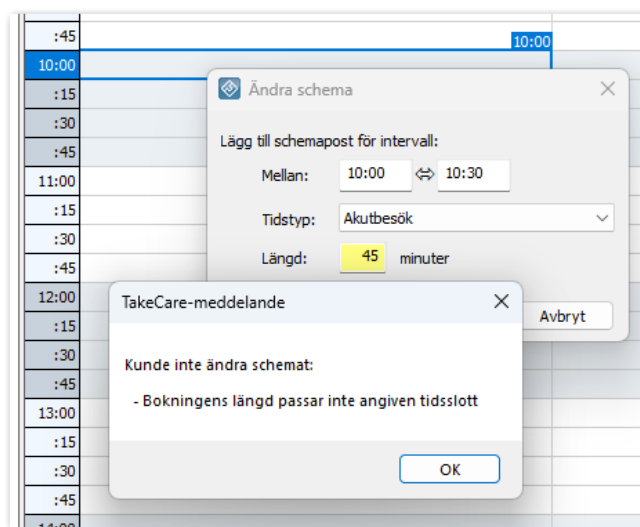 :45
10:00
10:00
:15
:30
:45
11:00
:15
:30
:45
12:00
:15
:30
:45
13:00
:15
:30
:45
14:00
Ändra schema
Lägg till schemapost för intervall:
Mellan: 10:00 ⇔ 10:30
Tidstyp: Akutbesök
Längd: 45 minuter
Avbryt
TakeCare-meddelande
Kunde inte ändra schemat:
- Bokningens längd passar inte angiven tidsslott
OK